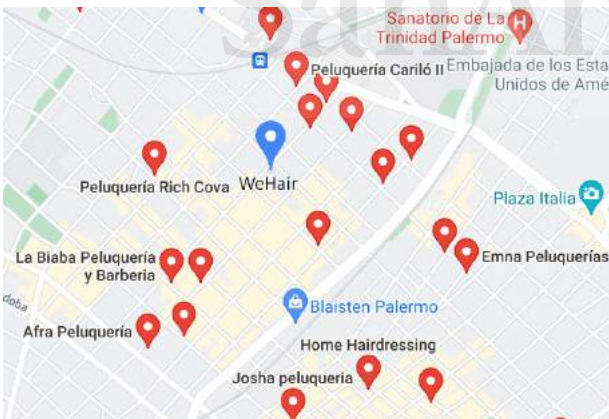 Sanatorio de La
Trinidad Palermo
H
Peluquería Cariló II
Embajada de los Esta
Unidos de Amé
Peluquería Rich Cova
WeHair
Plaza Italia
La Biaba Peluquería
y Barberia
Emna Peluquerías
doba
Blaisten Palermo
Afra Peluquería
Home Hairdressing
Josha peluqueria